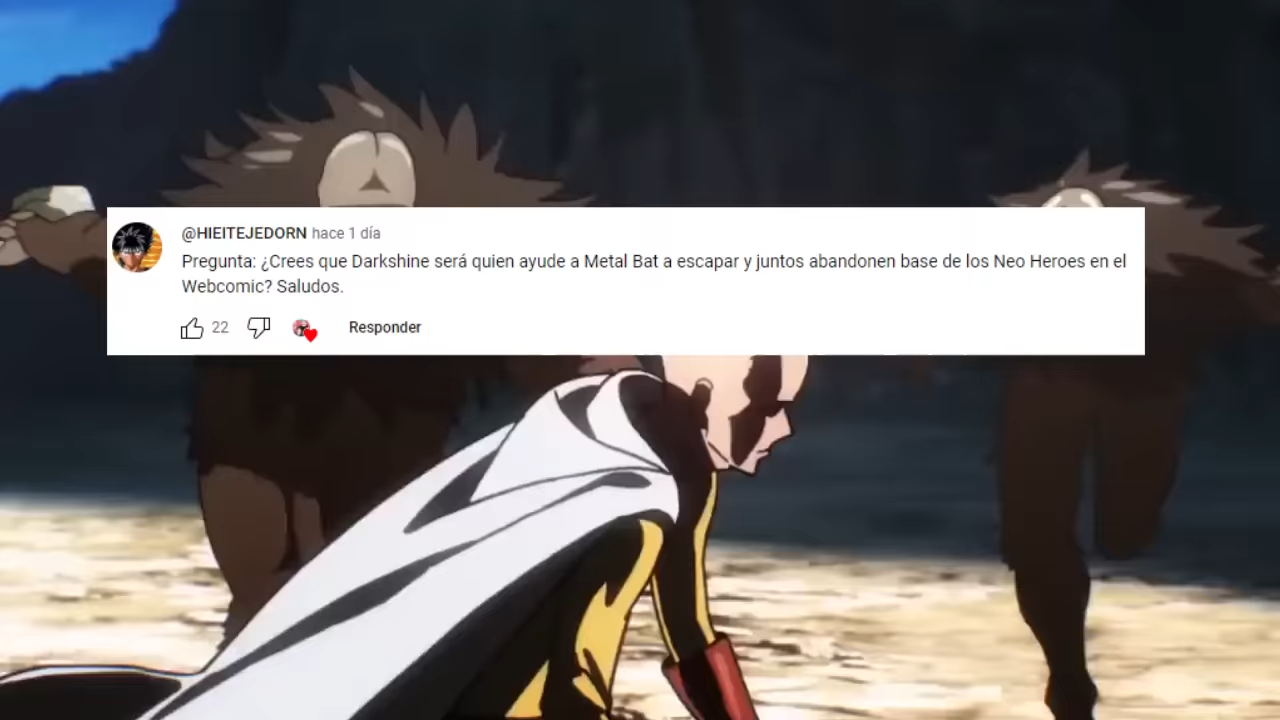 @HIEITEJEDORN hace 1 día
Pregunta: ¿Crees que Darkshine será quien ayude a Metal Bat a escapar y juntos abandonen base de los Neo Heroes en el
Webcomic? Saludos.
22 Responder